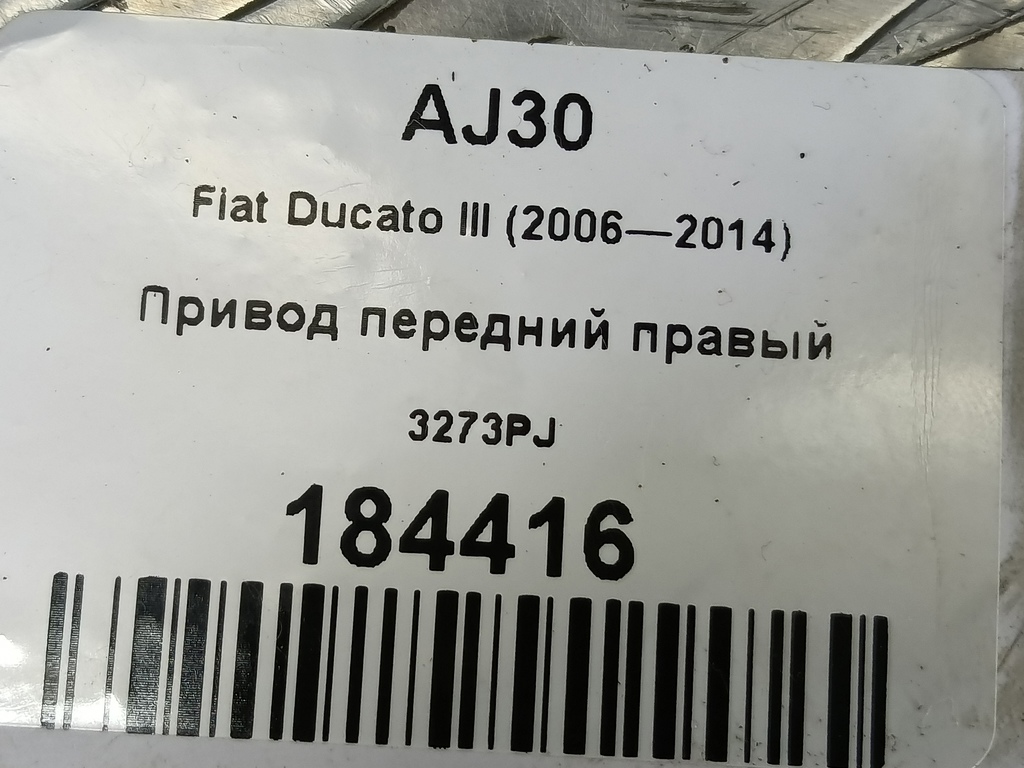 AJ30
Fiat Ducato III (2006—2014)
Привод передний правый
3273PJ
184416